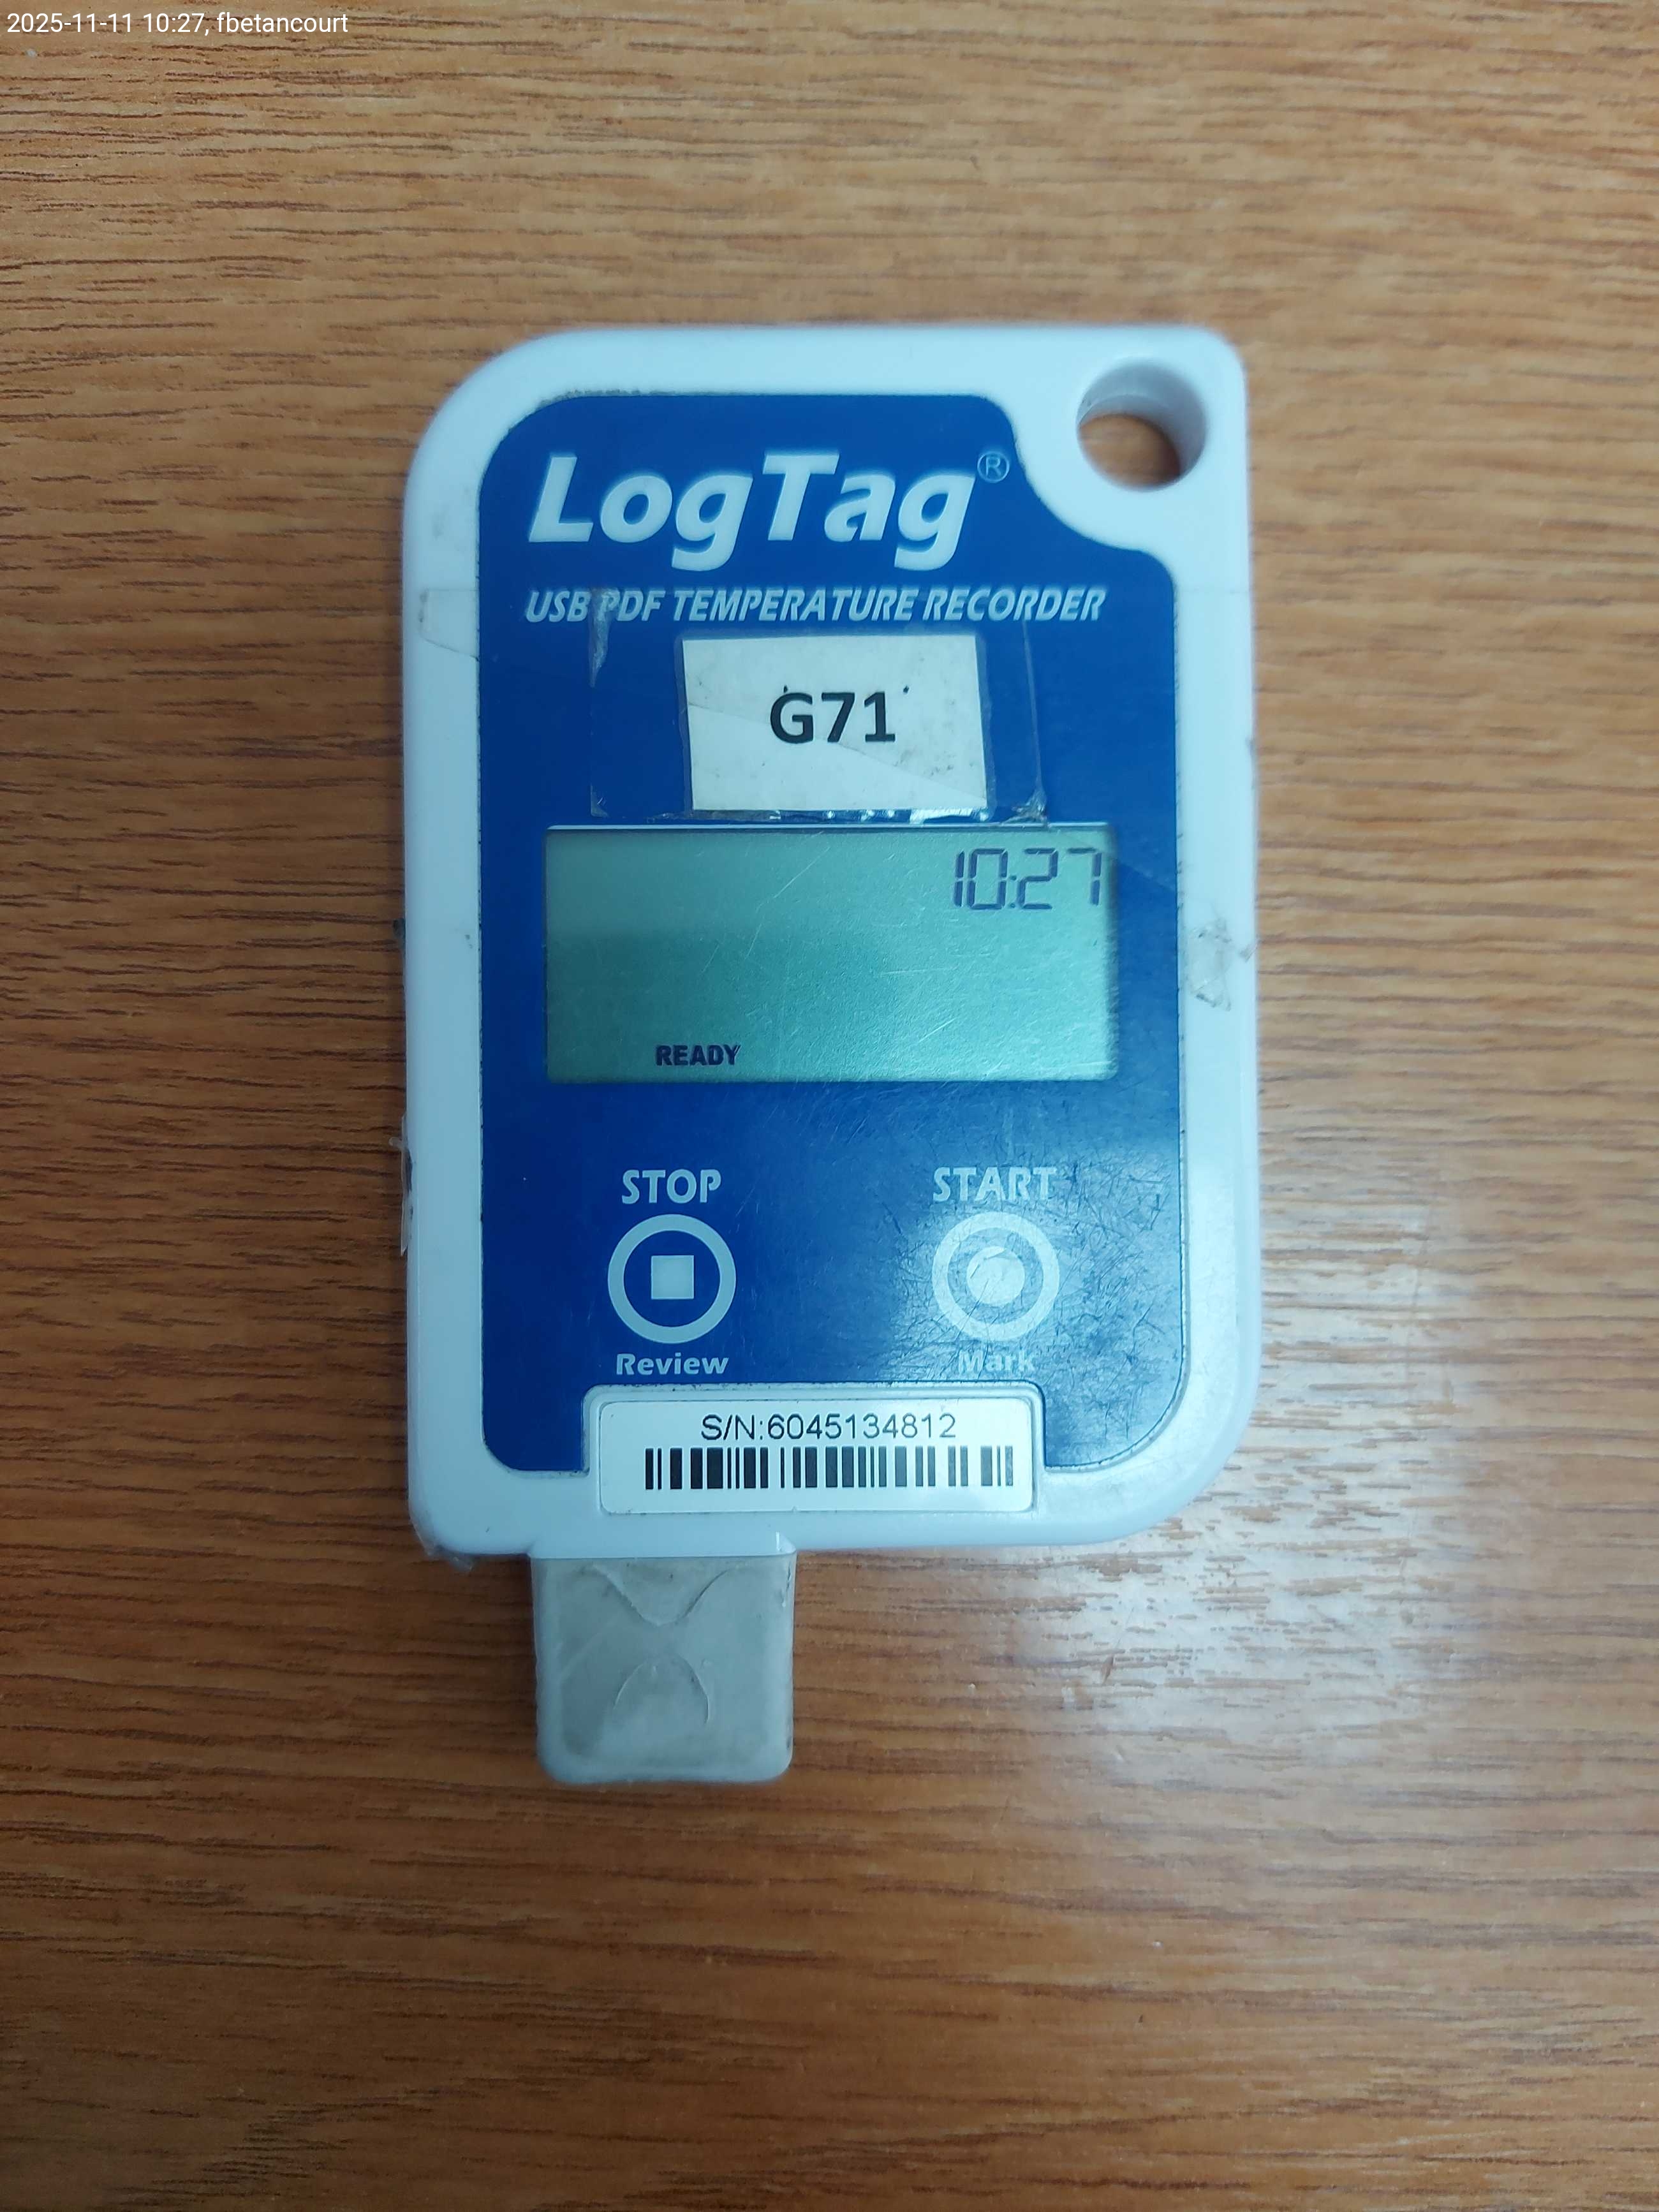 2025-11-11 10:27, fbetancourt
LogTag®
USB PDF TEMPERATURE RECORDER
G71
10:27
READY
STOP
START
Review
Mark
S/N:6045134812